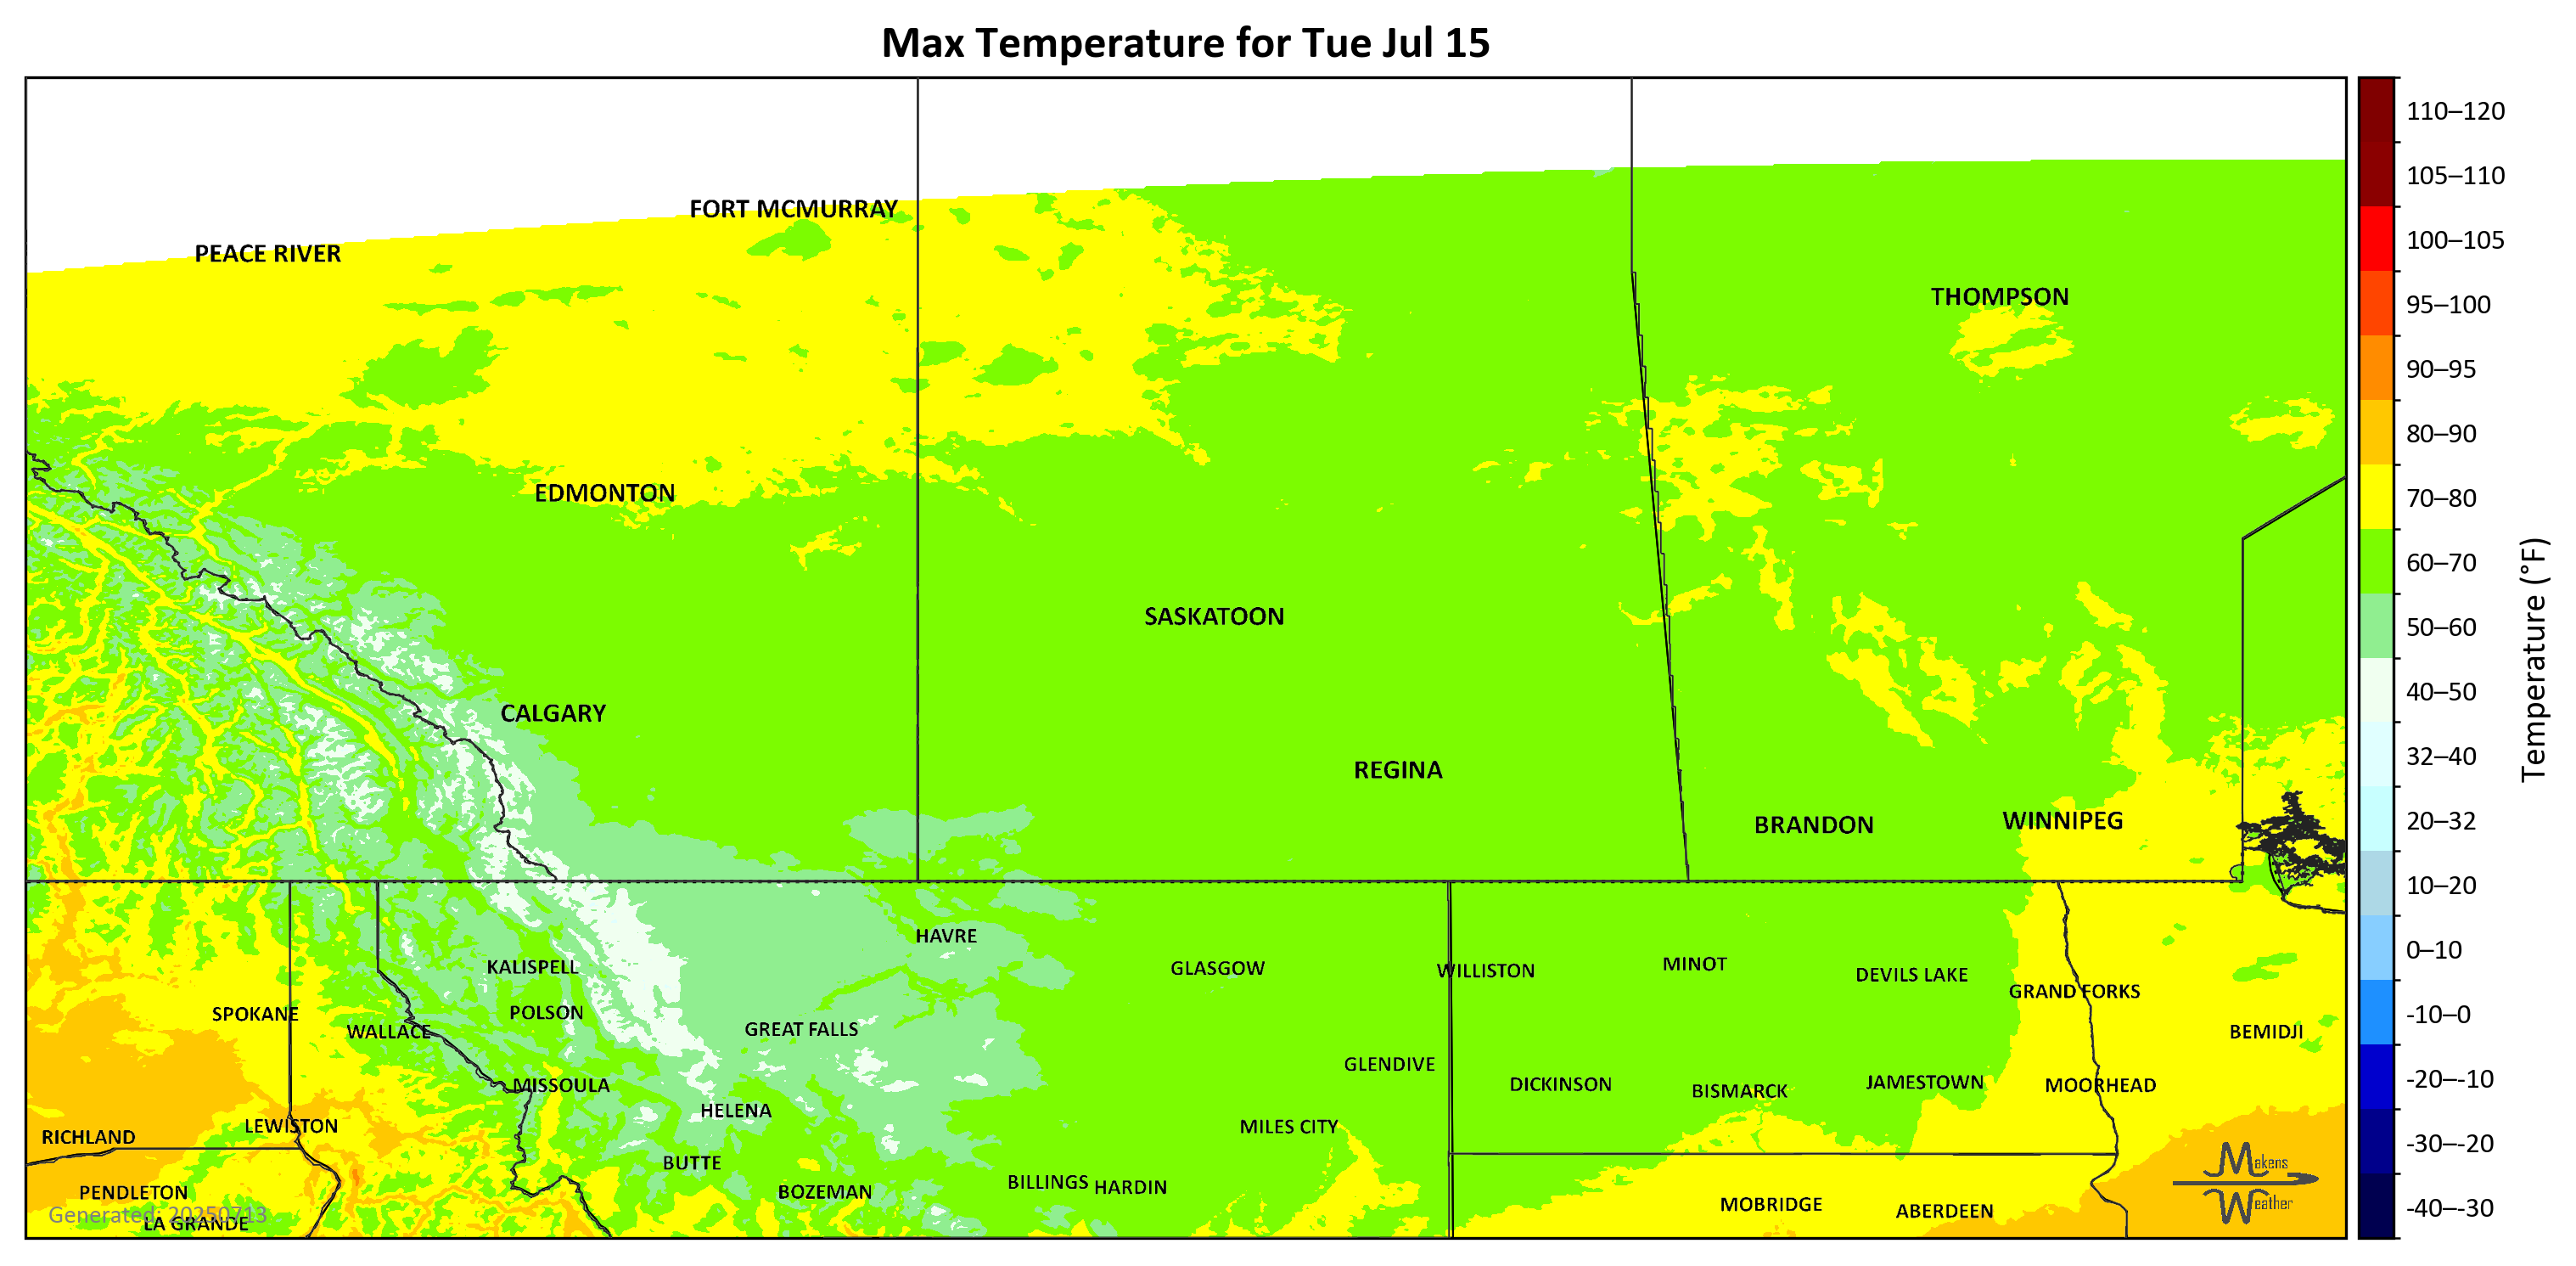 Max Temperature for Tue Jul 15
FORT MCMURRAY
PEACE RIVER
THOMPSON
EDMONTON
SASKATOON
CALGARY
REGINA
BRANDON
WINNIPEG
HAVRE
KALISPELL
GLASGOW
WILLISTON
MINOT
DEVILS LAKE
GRAND FORKS
SPOKANE
POLSON
WALLACE
GREAT FALLS
BEMIDJI
GLENDIVE
MISSOULA
DICKINSON
BISMARCK
JAMESTOWN
MOORHEAD
HELENA
LEWISTON
MILES CITY
RICHLAND
BUTTE
BILLINGS
HARDIN
BOZEMAN
PENDLETON
MOBRIDGE
ABERDEEN
LA GRANDE
Generated: 20250713
Makens
Weather
110–120
105–110
100–105
95–100
90–95
80–90
70–80
60–70
50–60
40–50
32–40
20–32
10–20
0–10
-10–0
-20–-10
-30–-20
-40–-30
Temperature (°F)